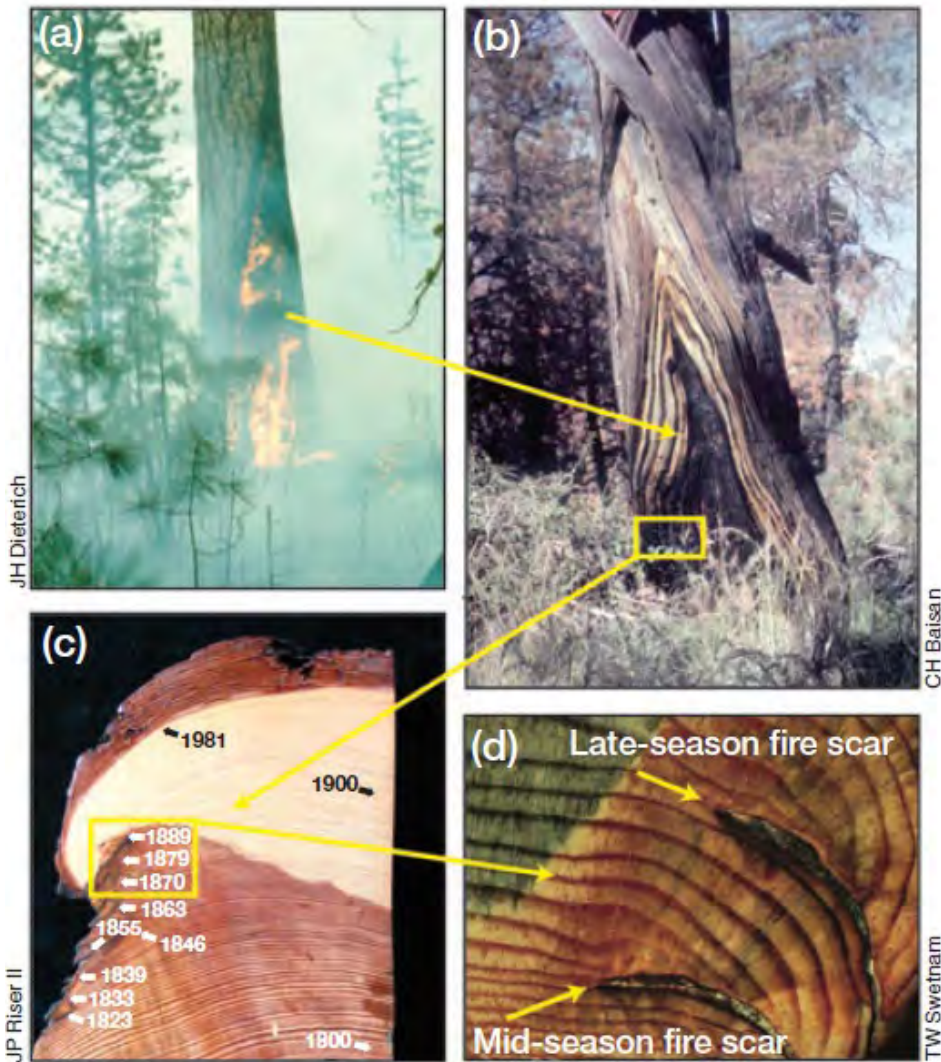 (a)
JH Dieterich
(b)
CH Baisan
(c)
1981
1900
1889
1879
1870
1863
1855
1846
1839
1833
1823
1800
JP Riser II
(d)
Late-season fire scar
Mid-season fire scar
TW Swetnam